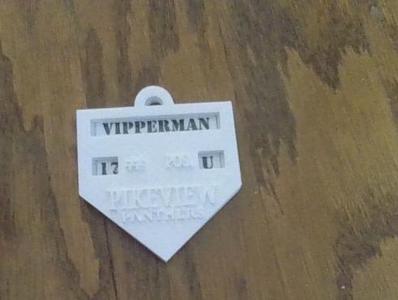 VIPPERMAN
17 ## POS. U
PIKEVIEW
PANTHERS